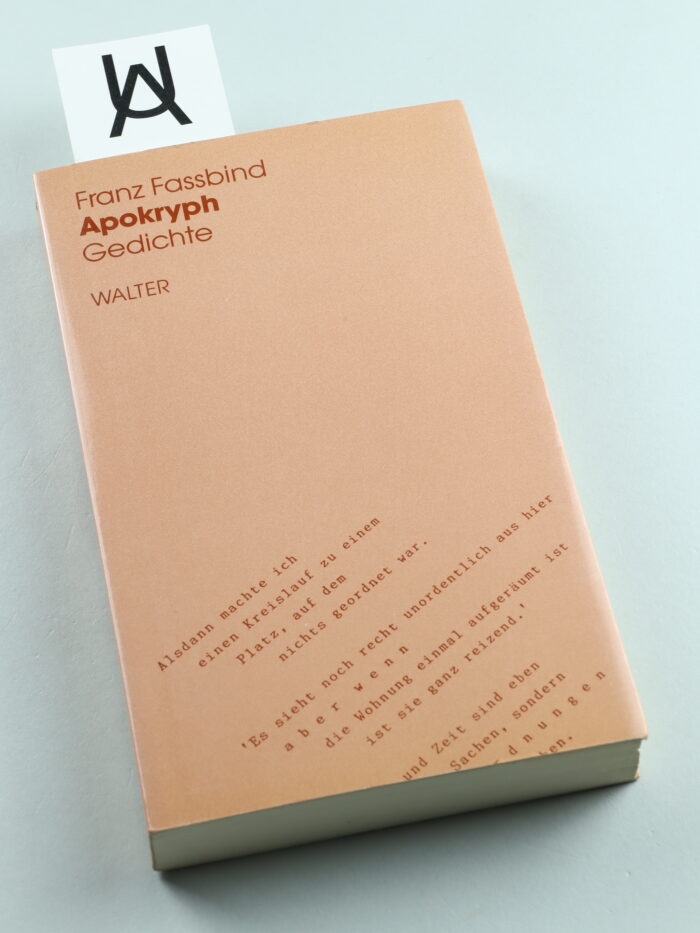 Franz Fassbind
Apokryph
Gedichte
WALTER
Alsdann machte ich
einen Kreislauf zu einem
Platz, auf dem
nichts geordnet war.
'Es sieht noch recht unordentlich aus hier
a b e r  w e n n
die Wohnung einmal aufgeräumt ist
ist sie ganz reizend.'
und Zeit sind eben
Sachen, sondern
d n u n g e n